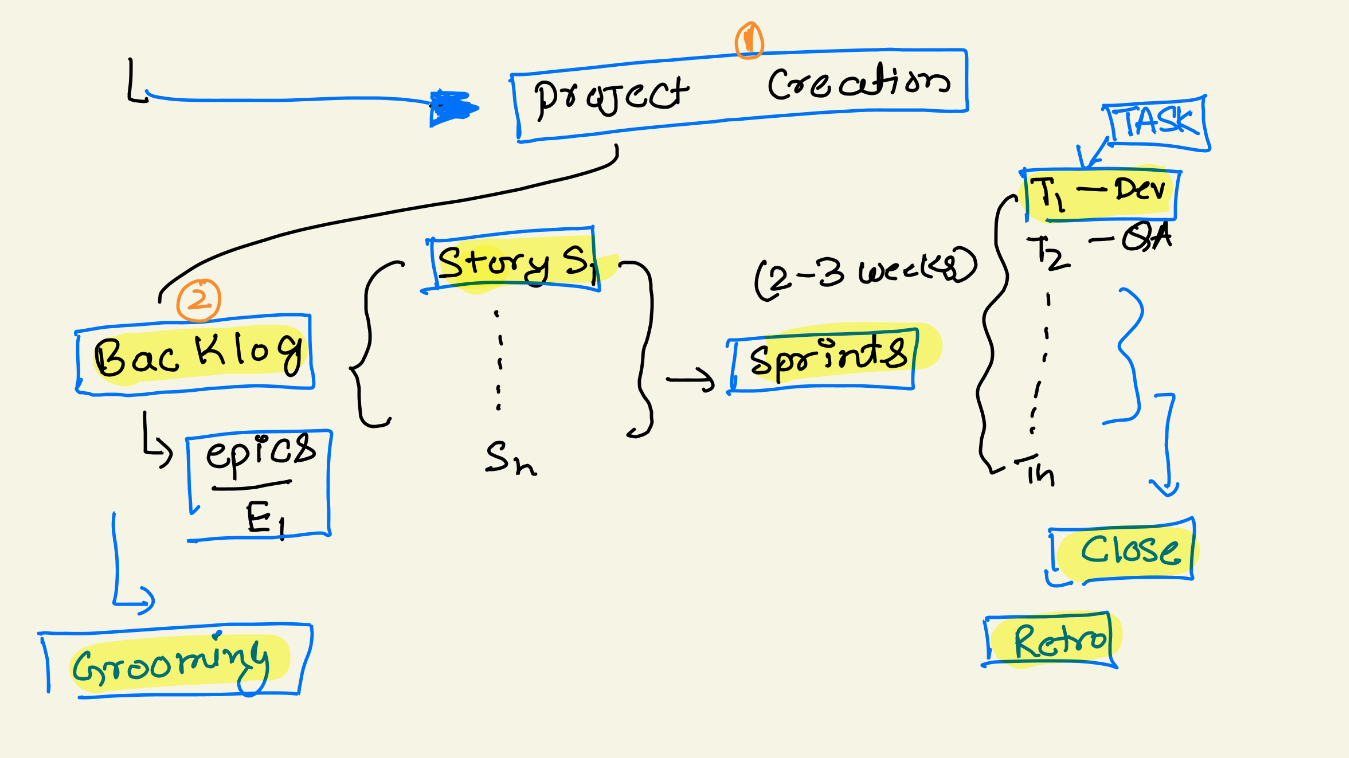 1
Project Creation
TASK
T1 - Dev
T2 - QA
Tn
Story S1
Sn
(2-3 weeks)
Sprints
2
Backlog
epics
E1
Grooming
Close
Retro